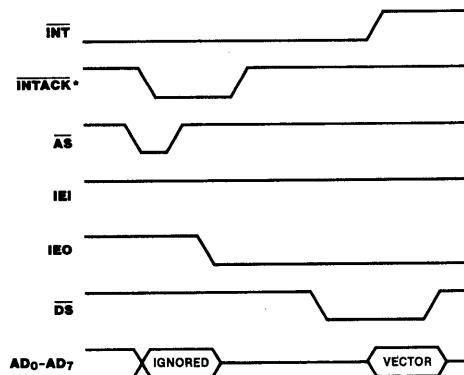 INT
INTACK*
AS
IEI
IEO
DS
AD0-AD7 IGNORED VECTOR